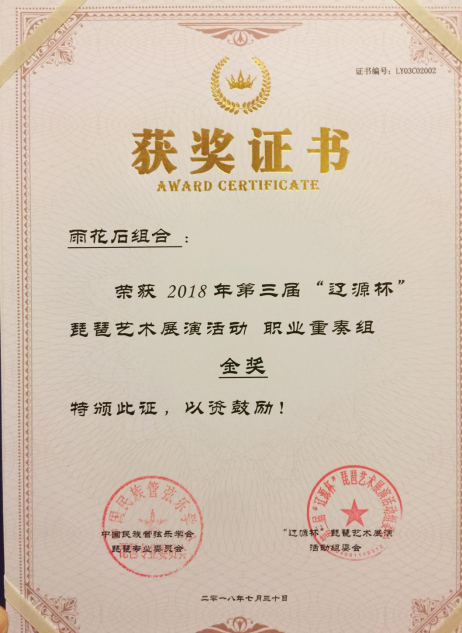 证书编号：LY03C02002
获奖证书
AWARD CERTIFICATE
雨花石组合：
荣获 2018 年第三届“辽源杯”
琵琶艺术展演活动 职业重奏组
金奖
特颁此证，以资鼓励！
中國民族管弦乐学会
琵琶专业委员会
“辽源杯”琵琶艺术展演
活动组委会
二零一八年七月三十日